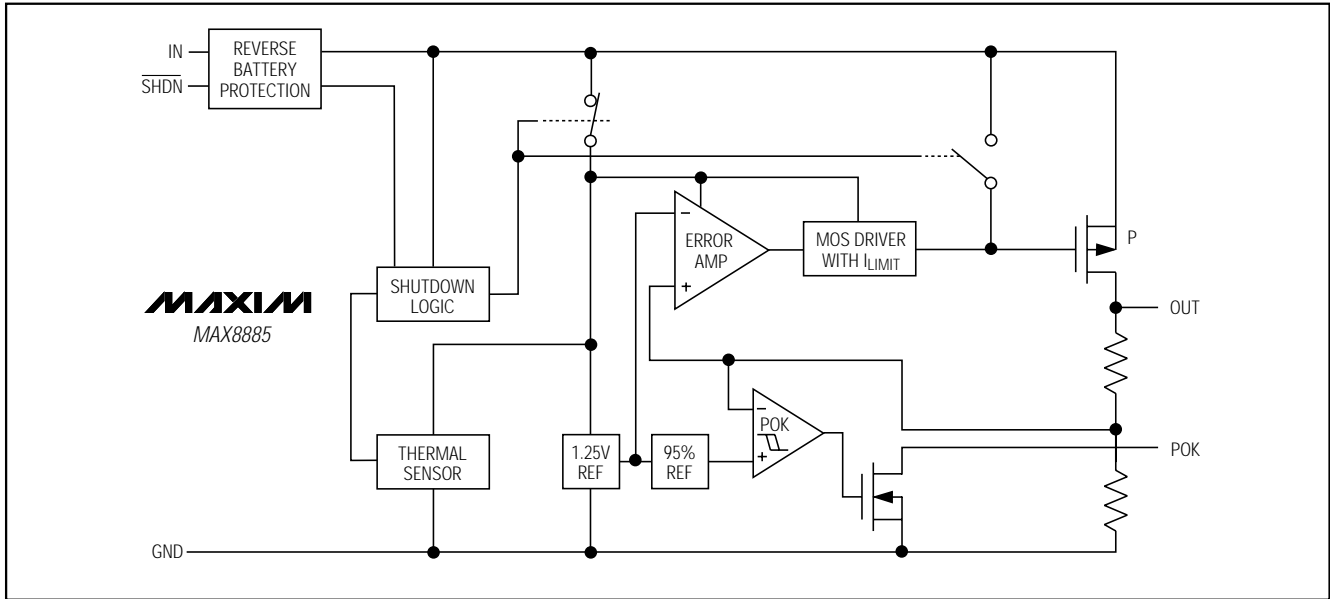 IN
REVERSE
BATTERY
PROTECTION
SHDN
P
ERROR
AMP
−
+
MOS DRIVER
WITH ILIMIT
SHUTDOWN
LOGIC
MAXIM
MAX8885
OUT
THERMAL
SENSOR
1.25V
REF
95%
REF
−
POK
+
POK
GND